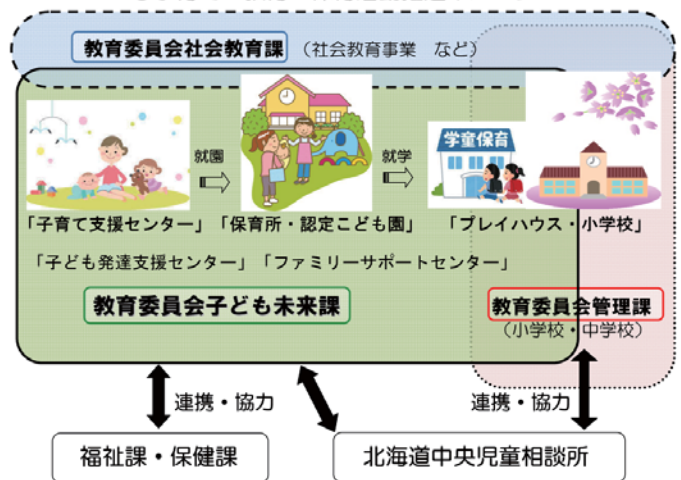 教育委員会社会教育課 (社会教育事業 など)
学童保育
就園
就学
「子育て支援センター」「保育所・認定こども園」 「プレイハウス・小学校」
「子ども発達支援センター」「ファミリーサポートセンター」
教育委員会子ども未来課
教育委員会管理課
(小学校・中学校)
連携・協力
連携・協力
福祉課・保健課
北海道中央児童相談所